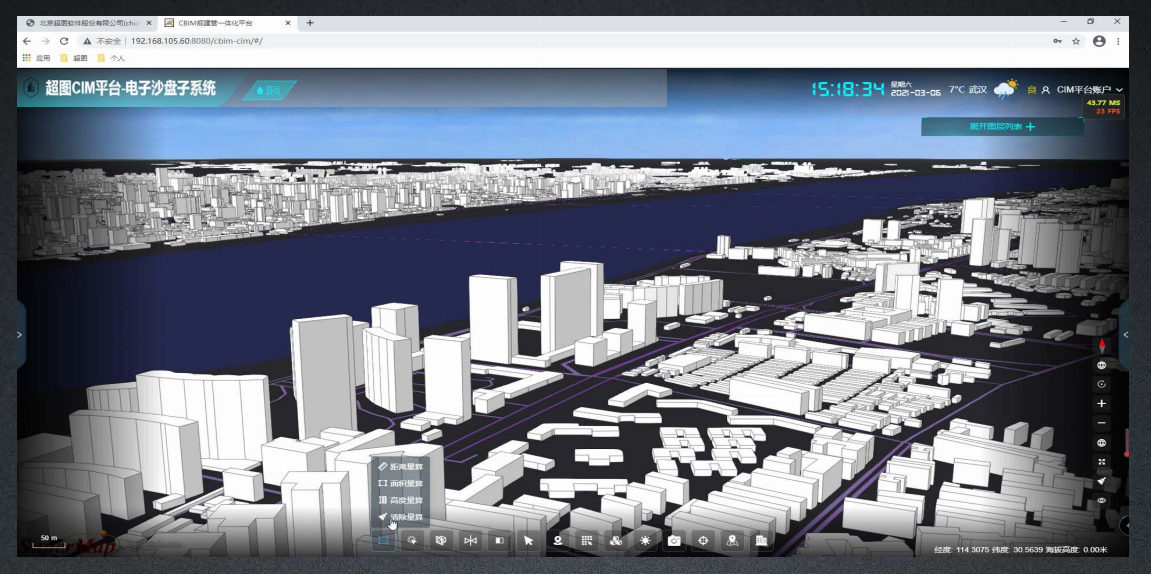 北京超图软件股份有限公司(chi
CBIM规建管一体化平台
不安全 | 192.168.105.60:8080/cbim-cim/#/
应用 超图 个人
超图CIM平台-电子沙盘子系统
首页
15:18:34
星期六
2021-03-06
7°C 武汉
良
CIM平台账户
43.77 MS
23 FPS
展开图层列表
距离量算
面积量算
高度量算
清除量算
50 m
经度: 114.3075 纬度: 30.5639 海拔高度: 0.00米